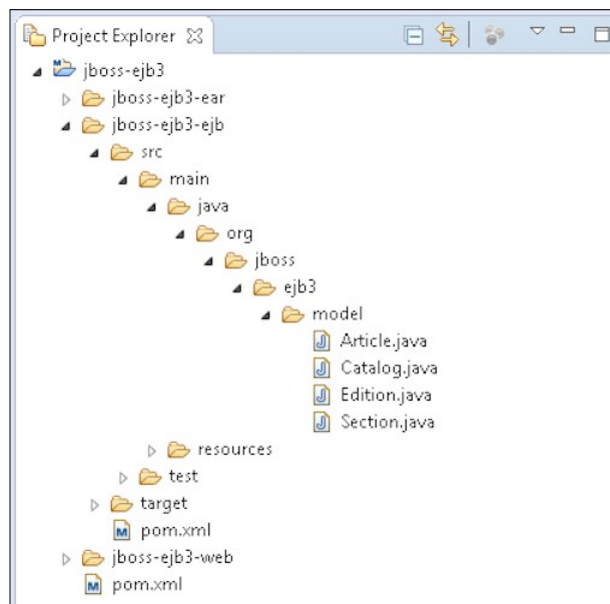 Project Explorer
jboss-ejb3
jboss-ejb3-ear
jboss-ejb3-ejb
src
main
java
org
jboss
ejb3
model
Article.java
Catalog.java
Edition.java
Section.java
resources
test
target
pom.xml
jboss-ejb3-web
pom.xml